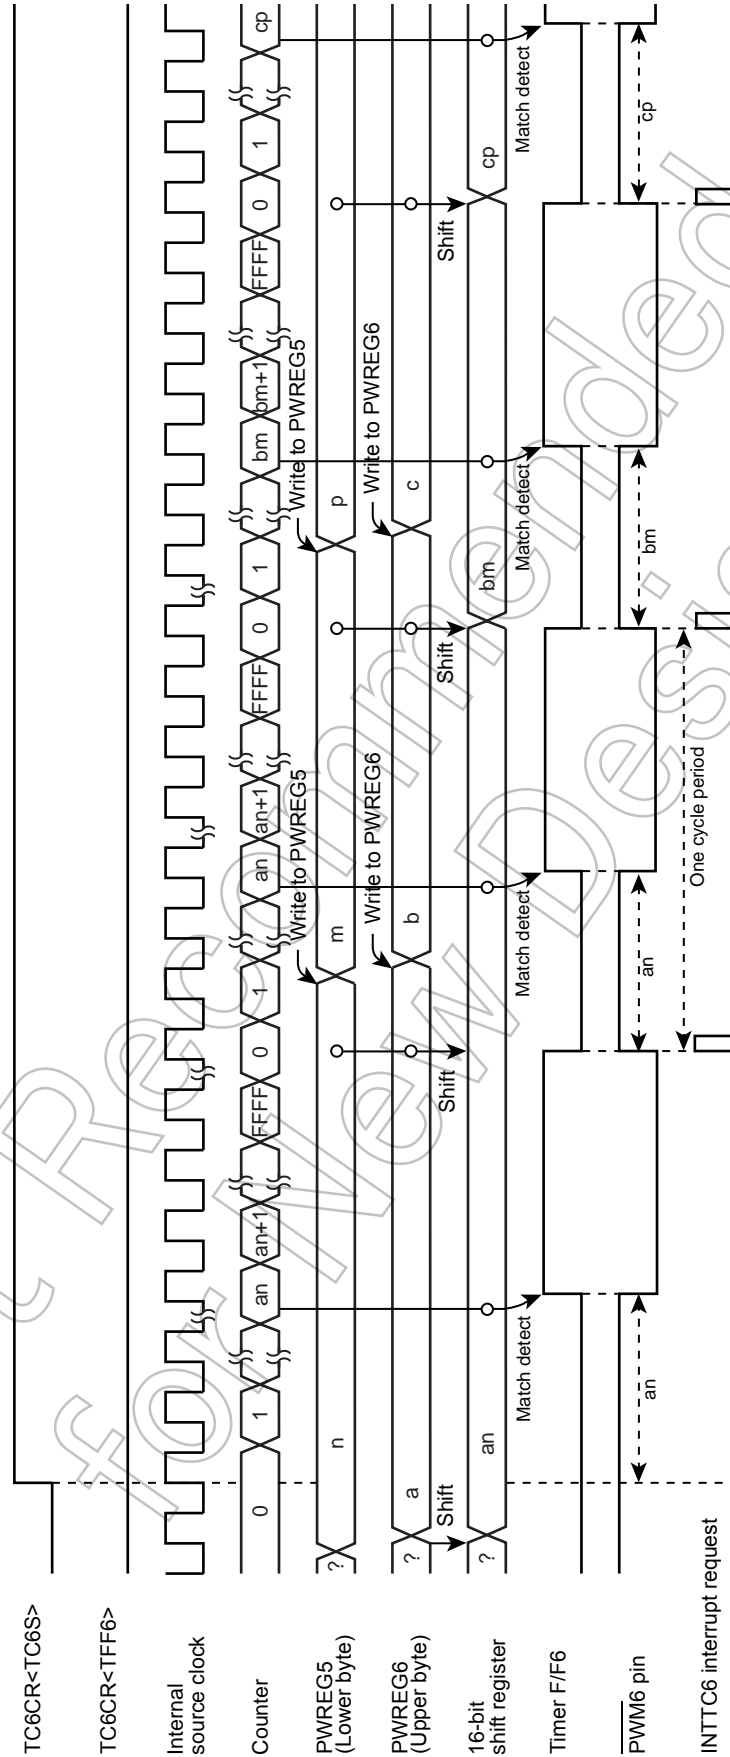 TC6CR<TC6S>
TC6CR<TFF6>
Internal
source clock
Counter
0
1
an
an+1
FFFF
0
1
an
an+1
FFFF
0
1
bm
bm+1
FFFF
0
1
cp
PWREG5
(Lower byte)
?
n
Write to PWREG5
m
Write to PWREG5
p
PWREG6
(Upper byte)
?
a
Write to PWREG6
b
Write to PWREG6
c
Shift
Shift
Shift
Shift
16-bit
shift register
?
an
bm
cp
Match detect
Match detect
Match detect
Match detect
Timer F/F6
PWM6 pin
an
an
bm
cp
One cycle period
INTTC6 interrupt request
Recommended
for New Desi